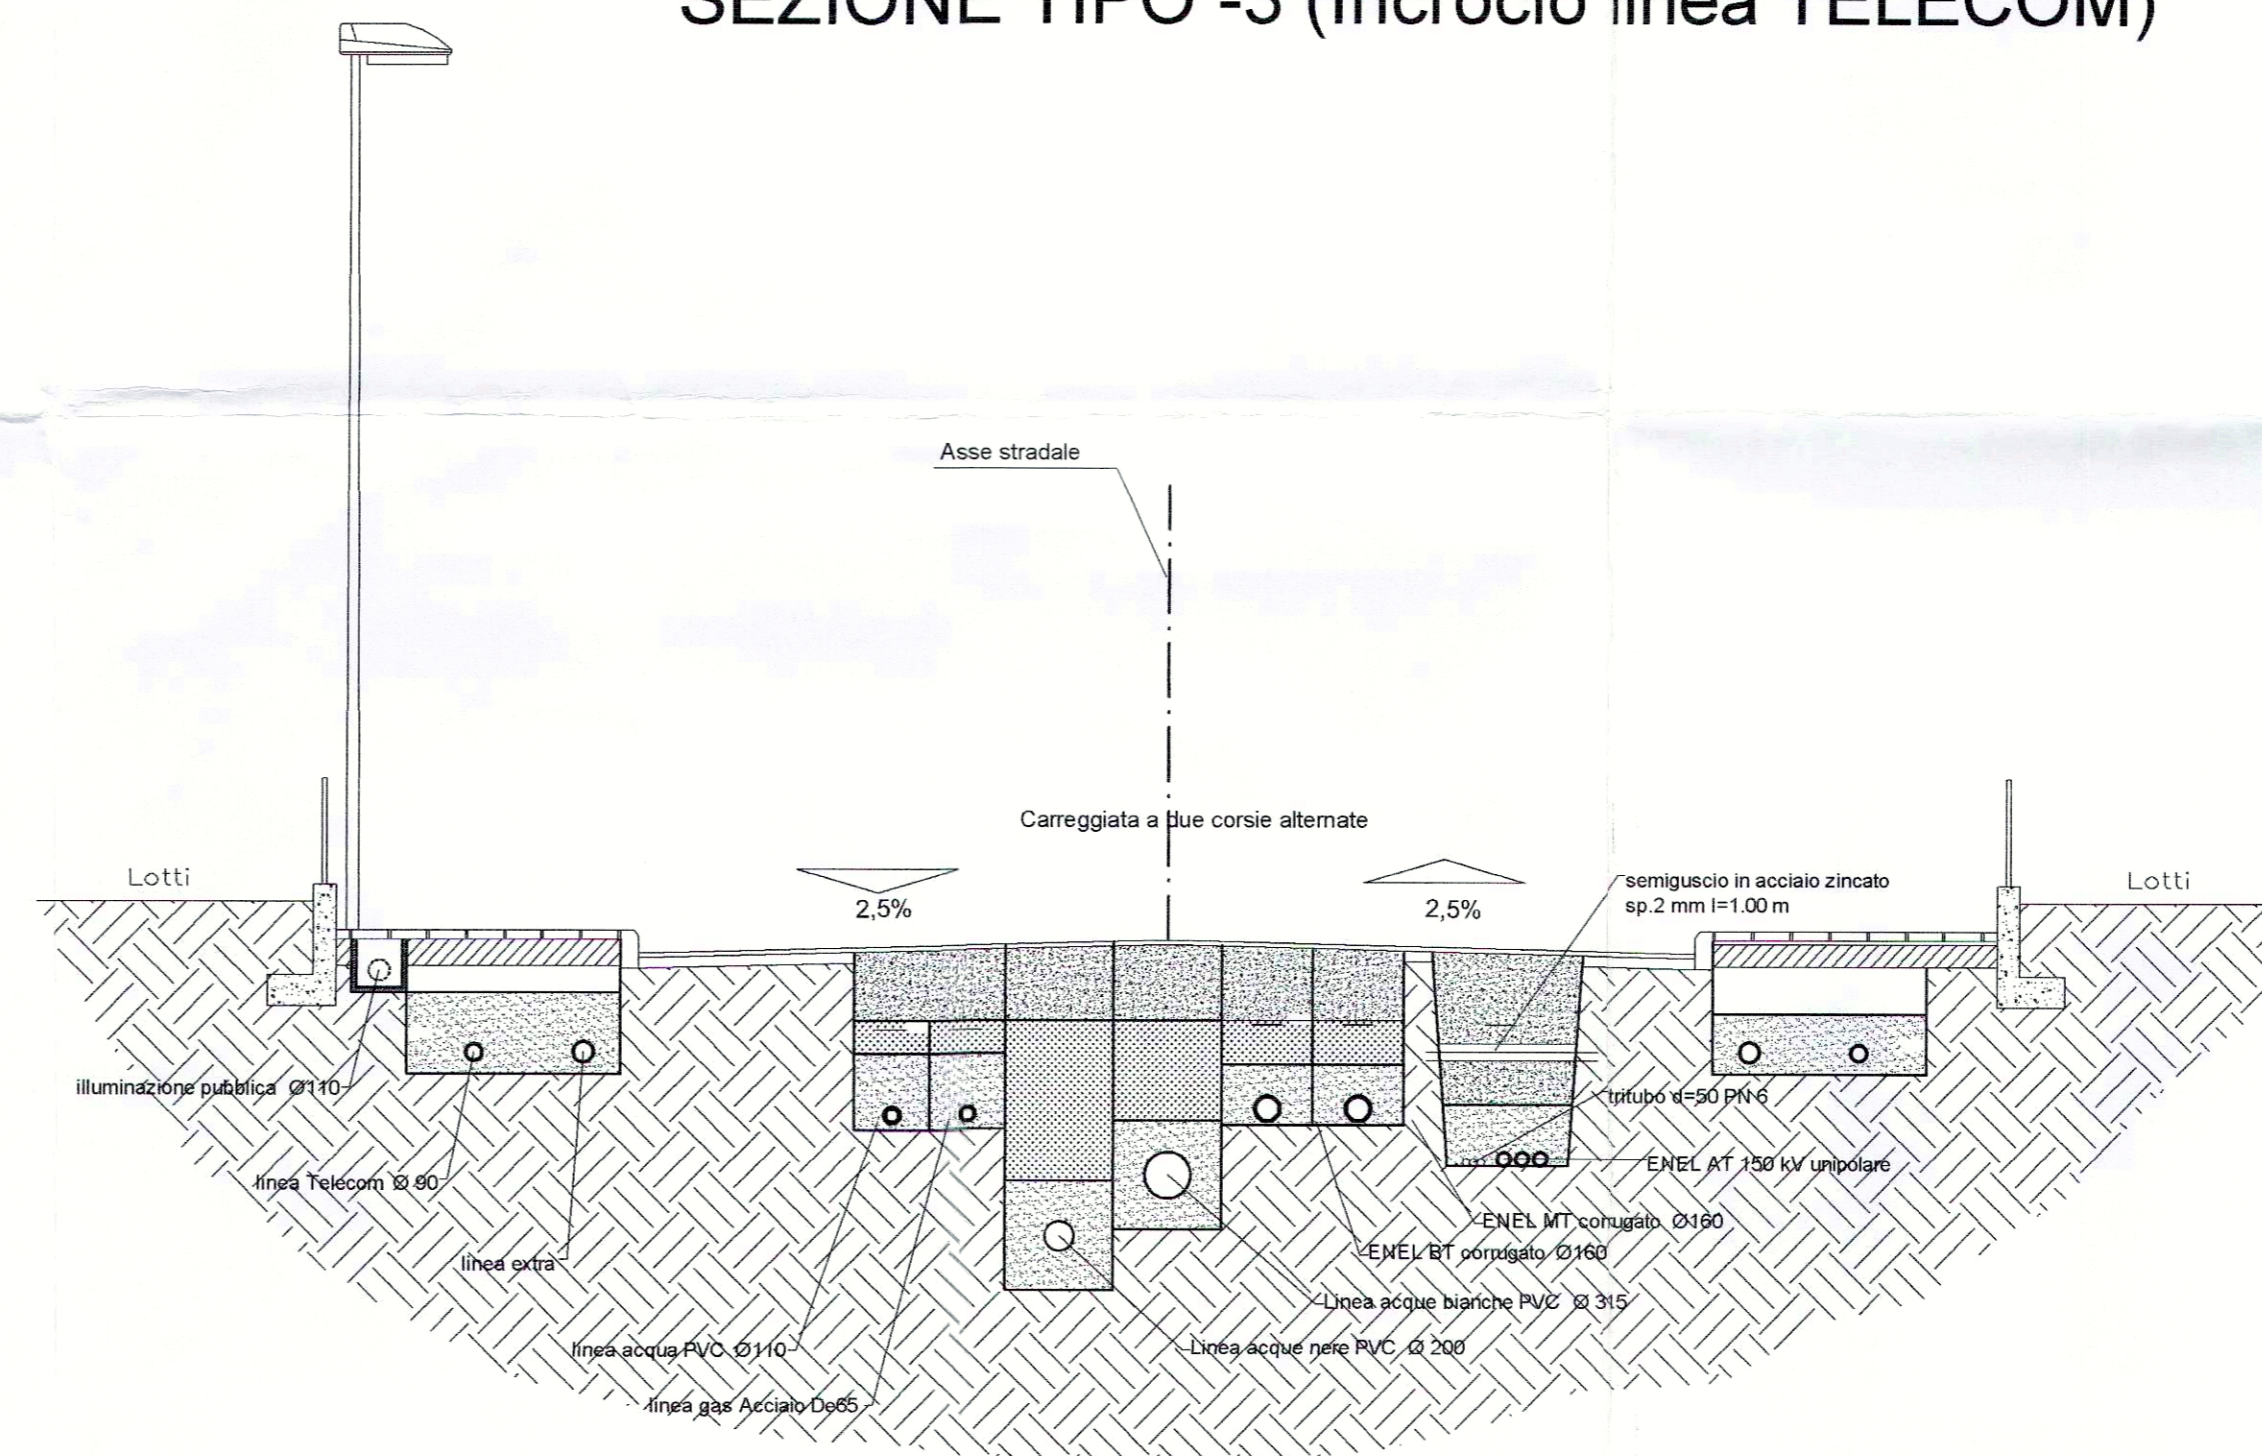 SEZIONE TIPO -3 (Incrocio linea TELECOM)
Asse stradale
Carreggiata a due corsie alternate
Lotti
2,5%
2,5%
semiguscio in acciaio zincato
sp.2 mm l=1.00 m
Lotti
illuminazione pubblica Ø110
tritubo d=50 PN 6
linea Telecom Ø 90
ENEL AT 150 kV unipolare
ENEL MT corrugato Ø160
ENEL BT corrugato Ø160
linea extra
Linea acque bianche PVC Ø 315
linea acqua PVC Ø110
Linea acque nere PVC Ø 200
linea gas Acciaio De65